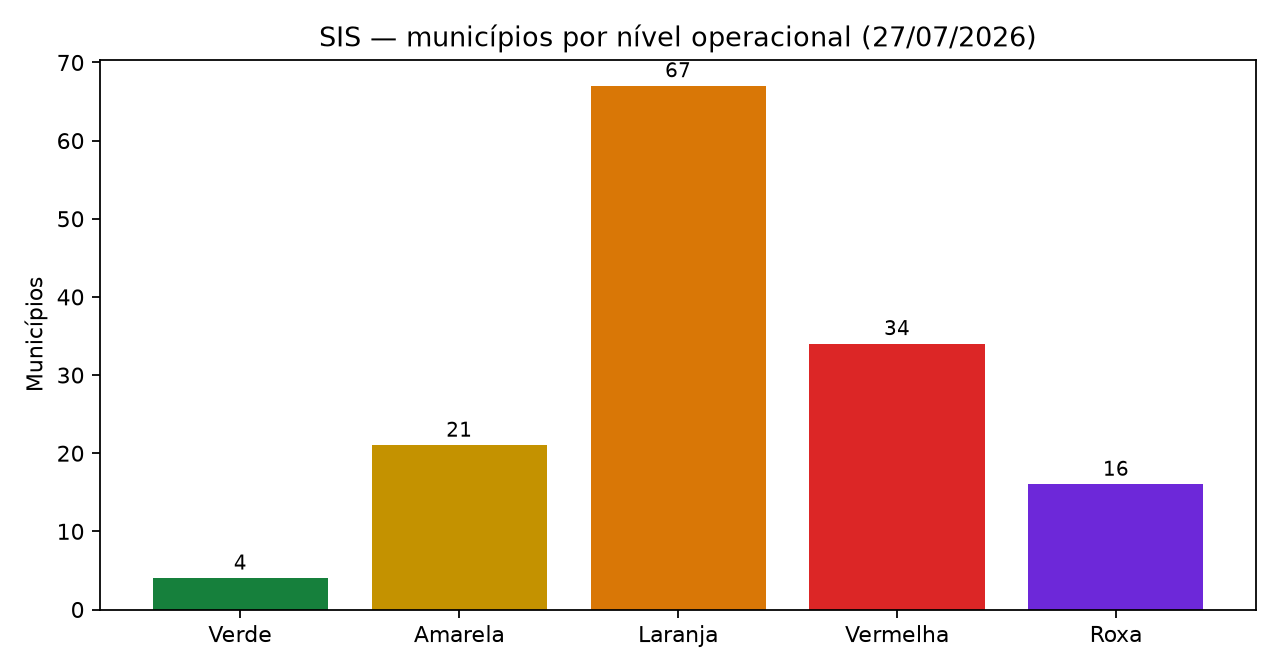 SIS — municípios por nível operacional (27/07/2026)
Municípios
70
60
50
40
30
20
10
0
4
21
67
34
16
Verde
Amarela
Laranja
Vermelha
Roxa